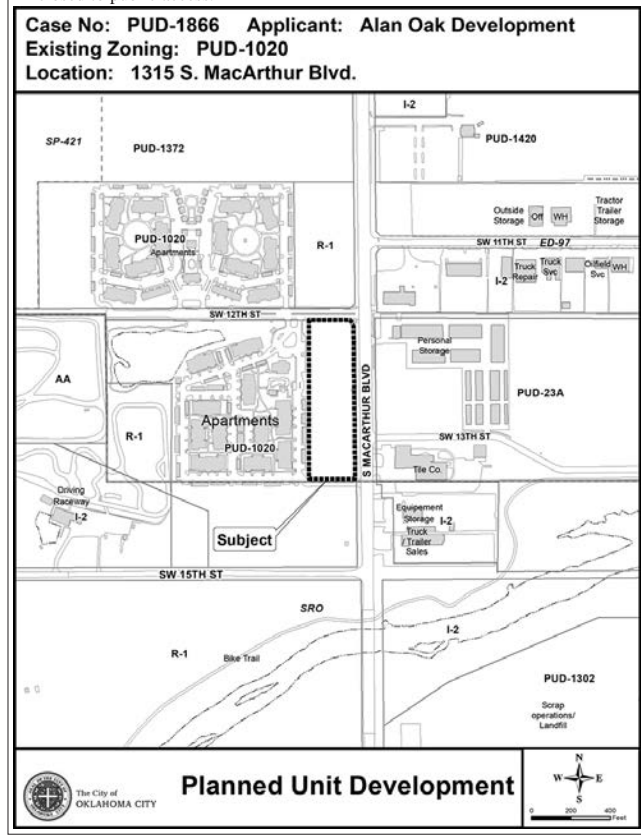 Case No: PUD-1866 Applicant: Alan Oak Development
Existing Zoning: PUD-1020
Location: 1315 S. MacArthur Blvd.
I-2
SP-421
PUD-1372
PUD-1420
Outside
Storage
Off
WH
Tractor
Trailer
Storage
PUD-1020
Apartments
R-1
SW 11TH ST
ED-97
I-2
Truck
Repair
Truck
Svc
Oilfield
Svc
WH
SW 12TH ST
Personal
Storage
AA
S MACARTHUR BLVD
PUD-23A
Apartments
R-1
PUD-1020
SW 13TH ST
Tile Co.
Driving
Raceway
I-2
Equipement
Storage
I-2
Truck
/ Trailer
Sales
Subject
SW 15TH ST
SRO
I-2
R-1
Bike Trail
PUD-1302
Scrap
operations/
Landfill
The City of
OKLAHOMA CITY
Planned Unit Development
N
W
E
S
0 200 400
Feet